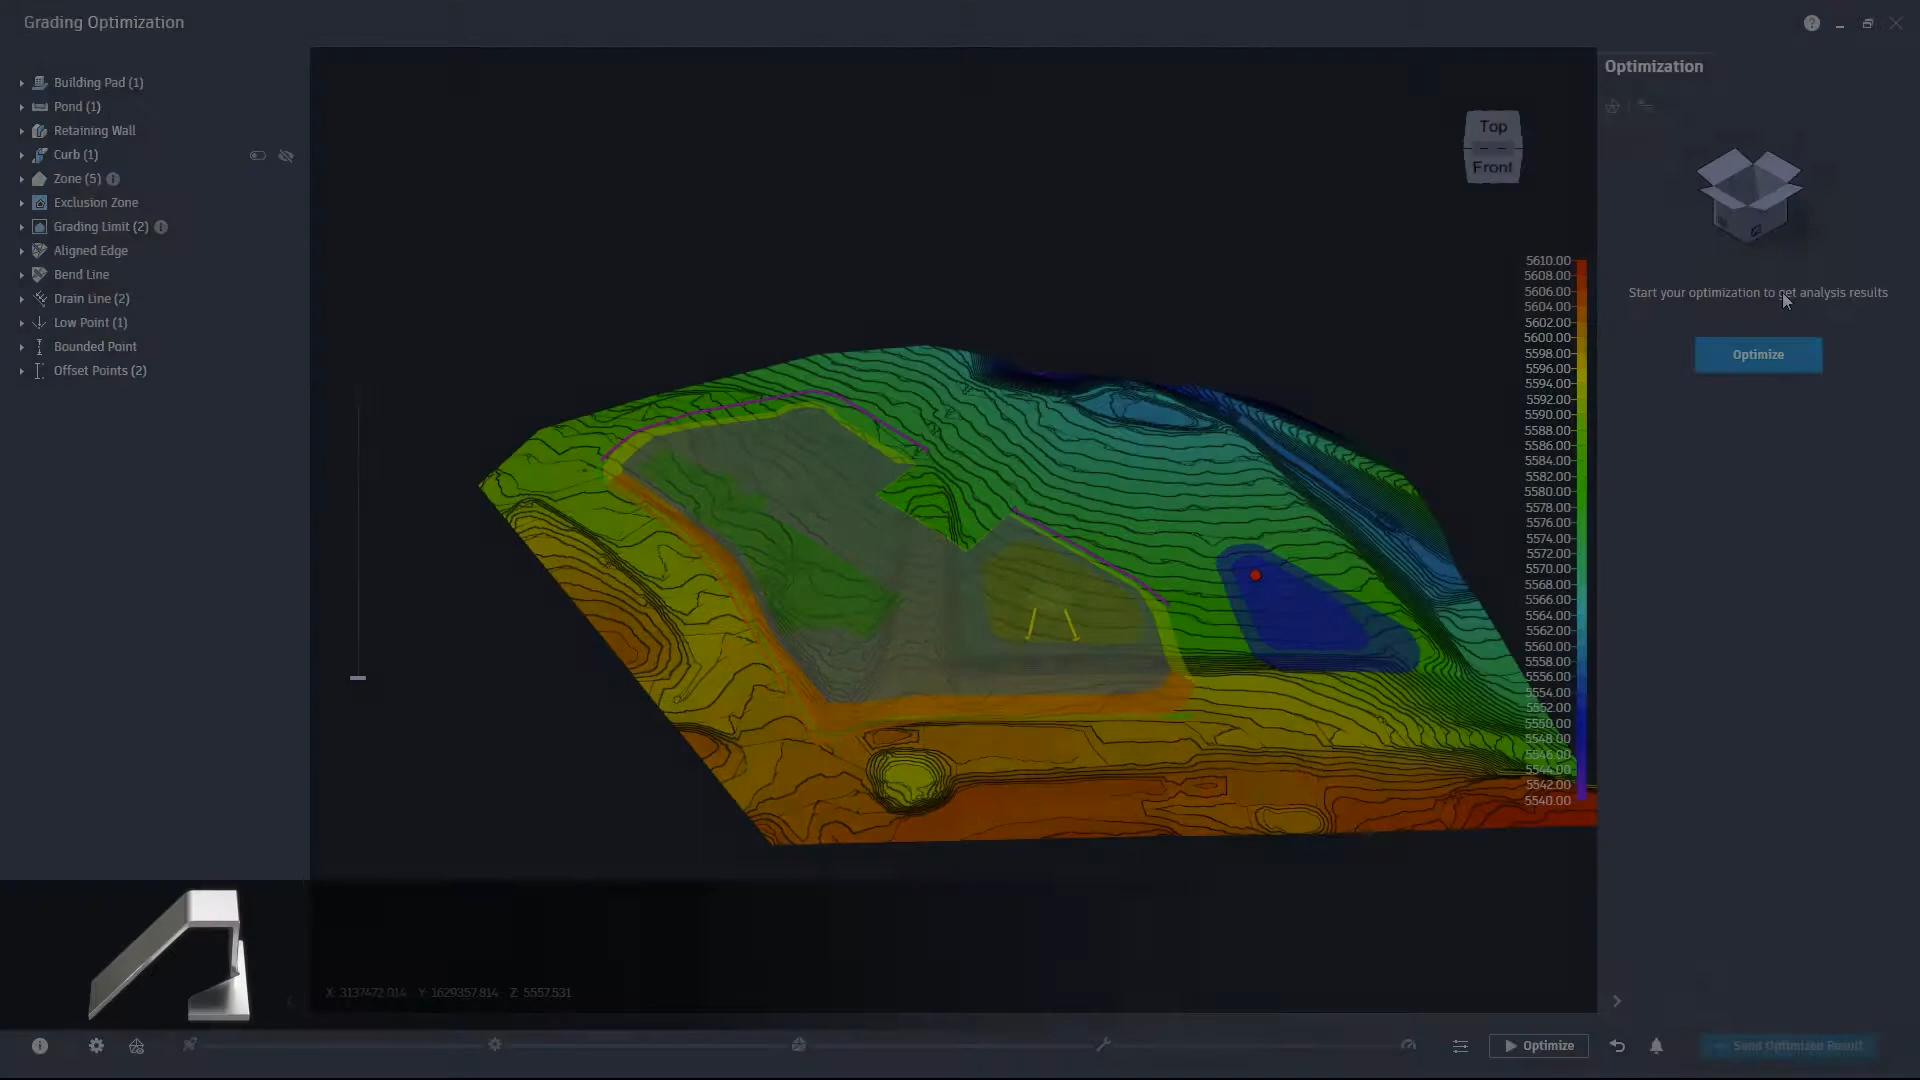 Grading Optimization
Building Pad (1)
Pond (1)
Retaining Wall
Curb (1)
Zone (5)
Exclusion Zone
Grading Limit (2)
Aligned Edge
Bend Line
Drain Line (2)
Low Point (1)
Bounded Point
Offset Points (2)
Top
Front
5610.00
5608.00
5606.00
5604.00
5602.00
5600.00
5598.00
5596.00
5594.00
5592.00
5590.00
5588.00
5586.00
5584.00
5582.00
5580.00
5578.00
5576.00
5574.00
5572.00
5570.00
5568.00
5566.00
5564.00
5562.00
5560.00
5558.00
5556.00
5554.00
5552.00
5550.00
5548.00
5546.00
5544.00
5542.00
5540.00
Optimization
Start your optimization to get analysis results
Optimize
X: 3137472.014 Y: 1629357.814 Z: 5557.531
Optimize
Send Optimized Result